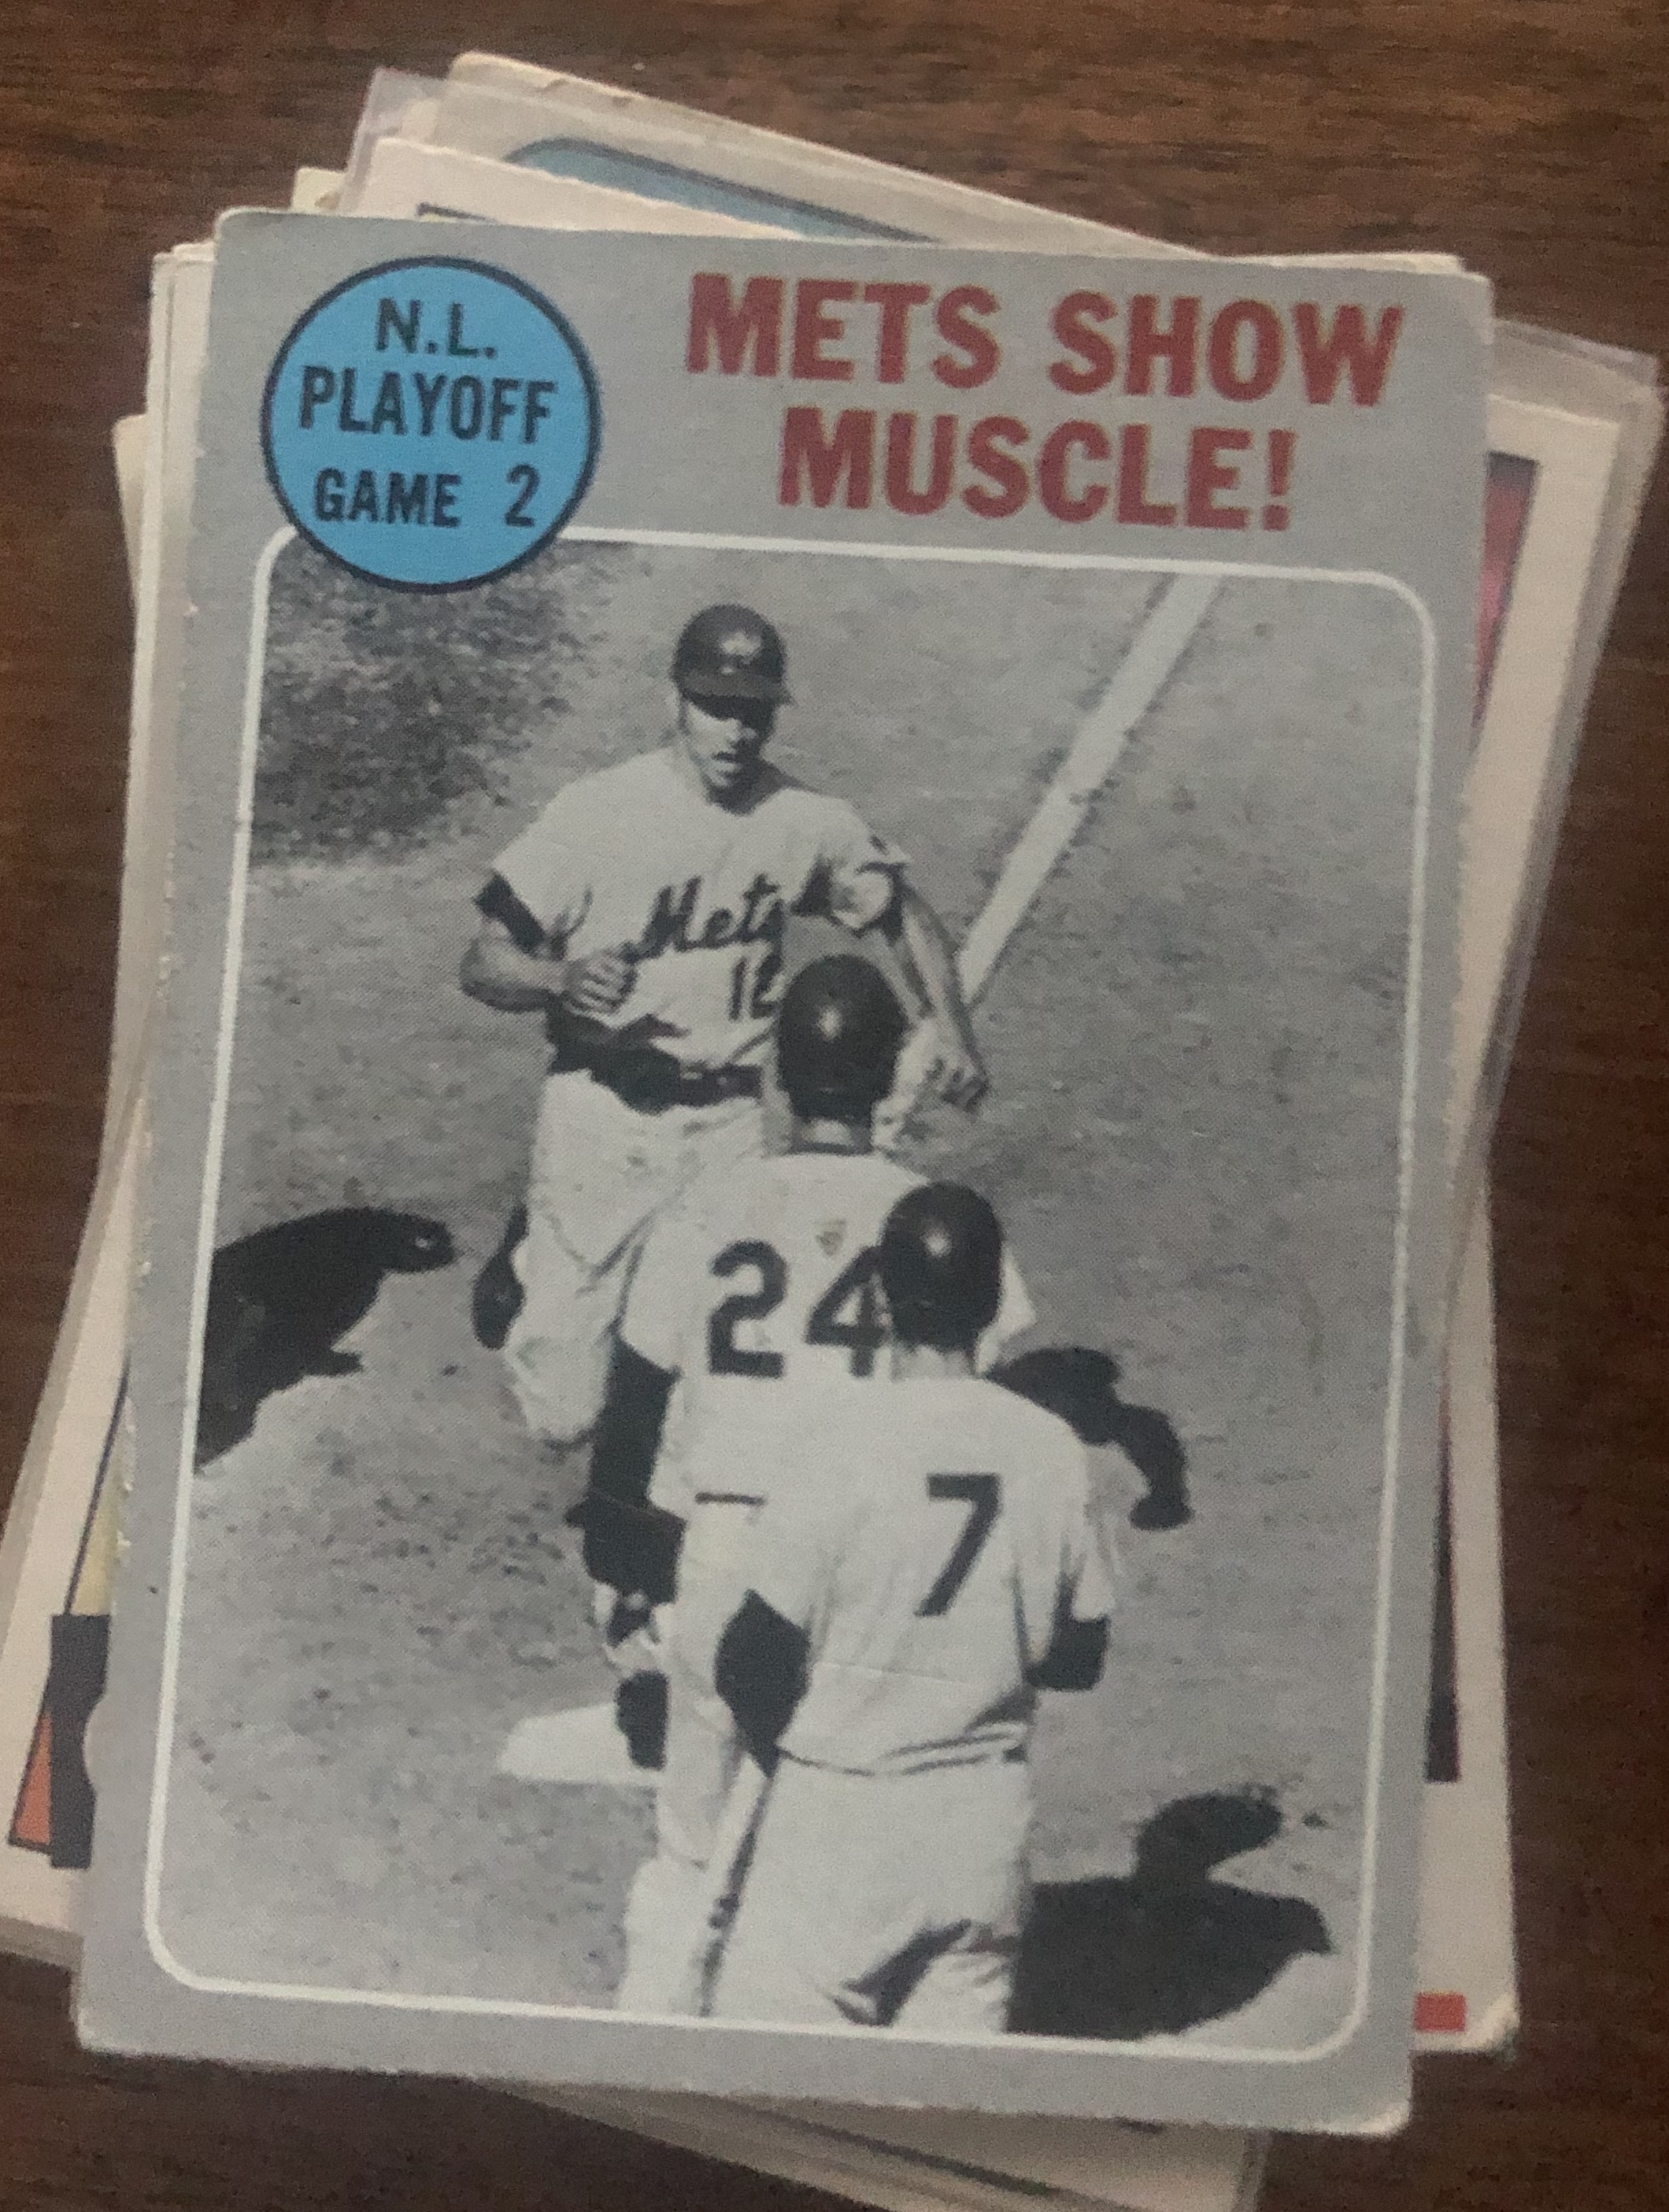 N.L.
PLAYOFF
GAME 2
METS SHOW
MUSCLE!
Mets
24
7